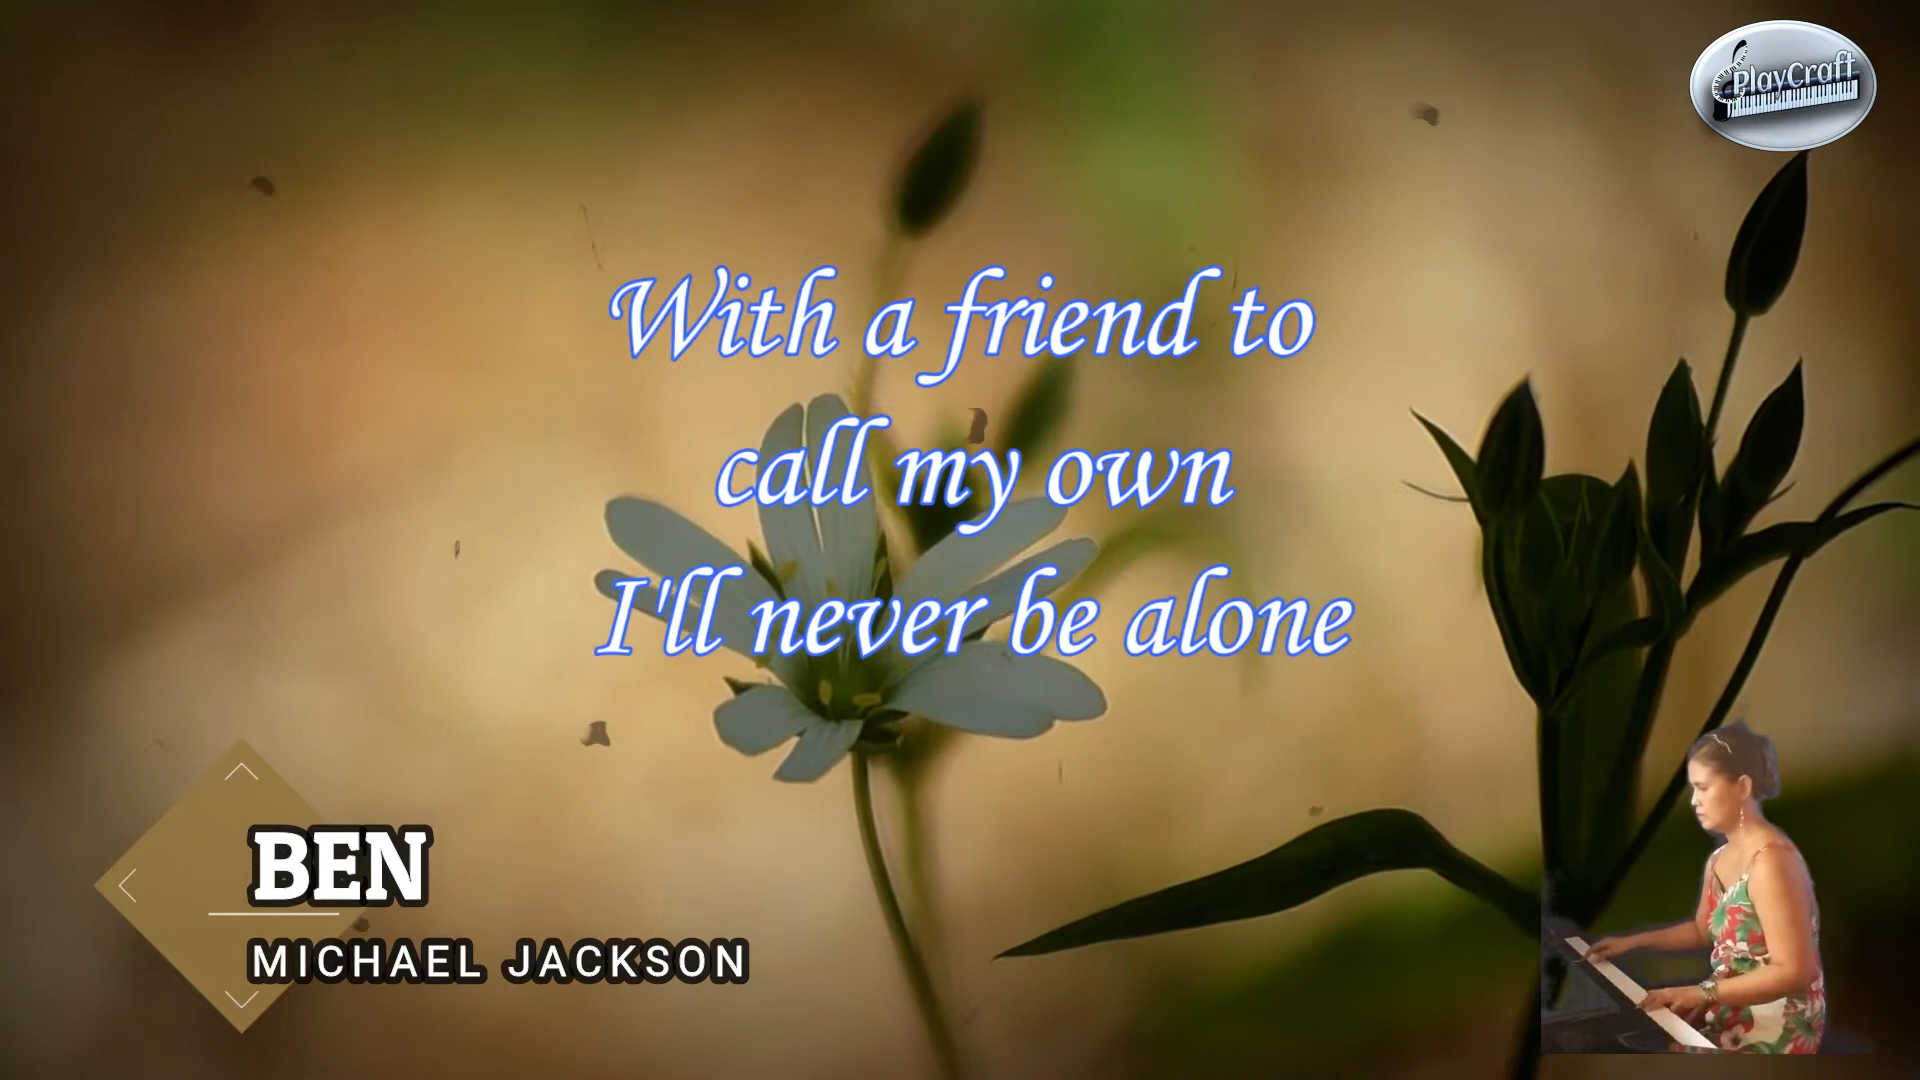 PlayCraft
With a friend to
call my own
I'll never be alone
BEN
MICHAEL JACKSON